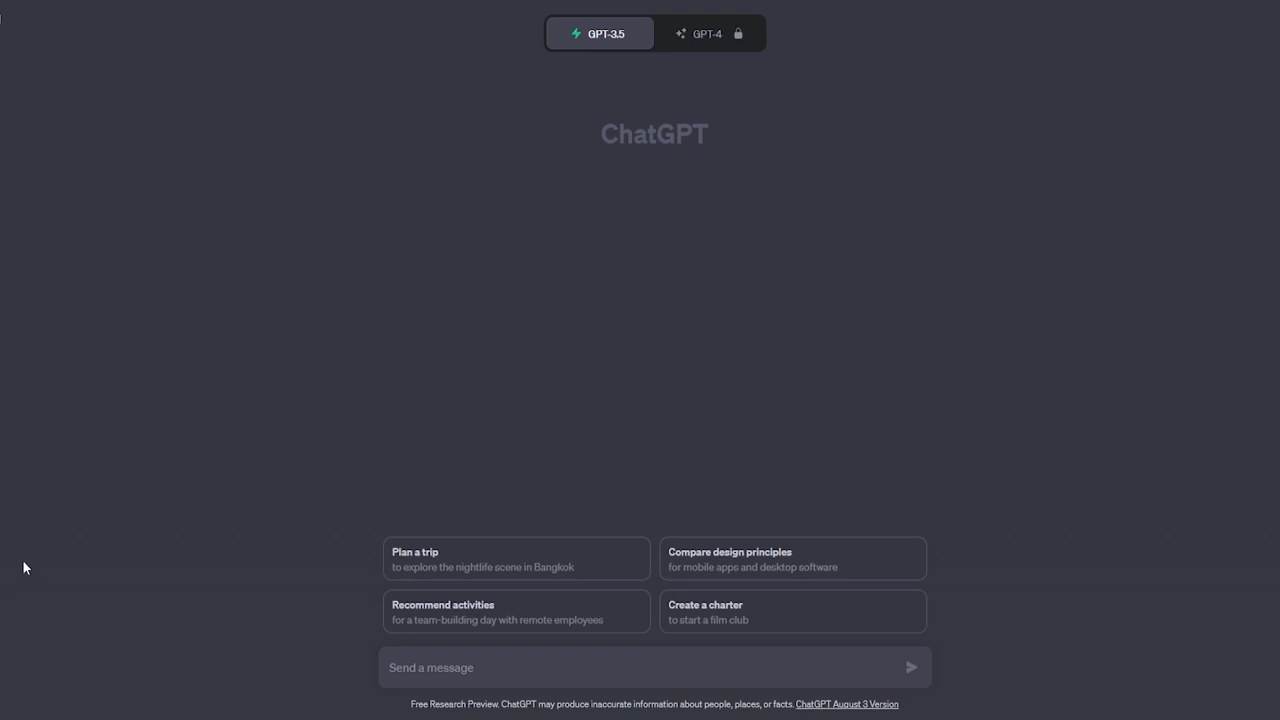 GPT-3.5
GPT-4
ChatGPT
Plan a trip
to explore the nightlife scene in Bangkok
Compare design principles
for mobile apps and desktop software
Recommend activities
for a team-building day with remote employees
Create a charter
to start a film club
Send a message
Free Research Preview. ChatGPT may produce inaccurate information about people, places, or facts. ChatGPT August 3 Version